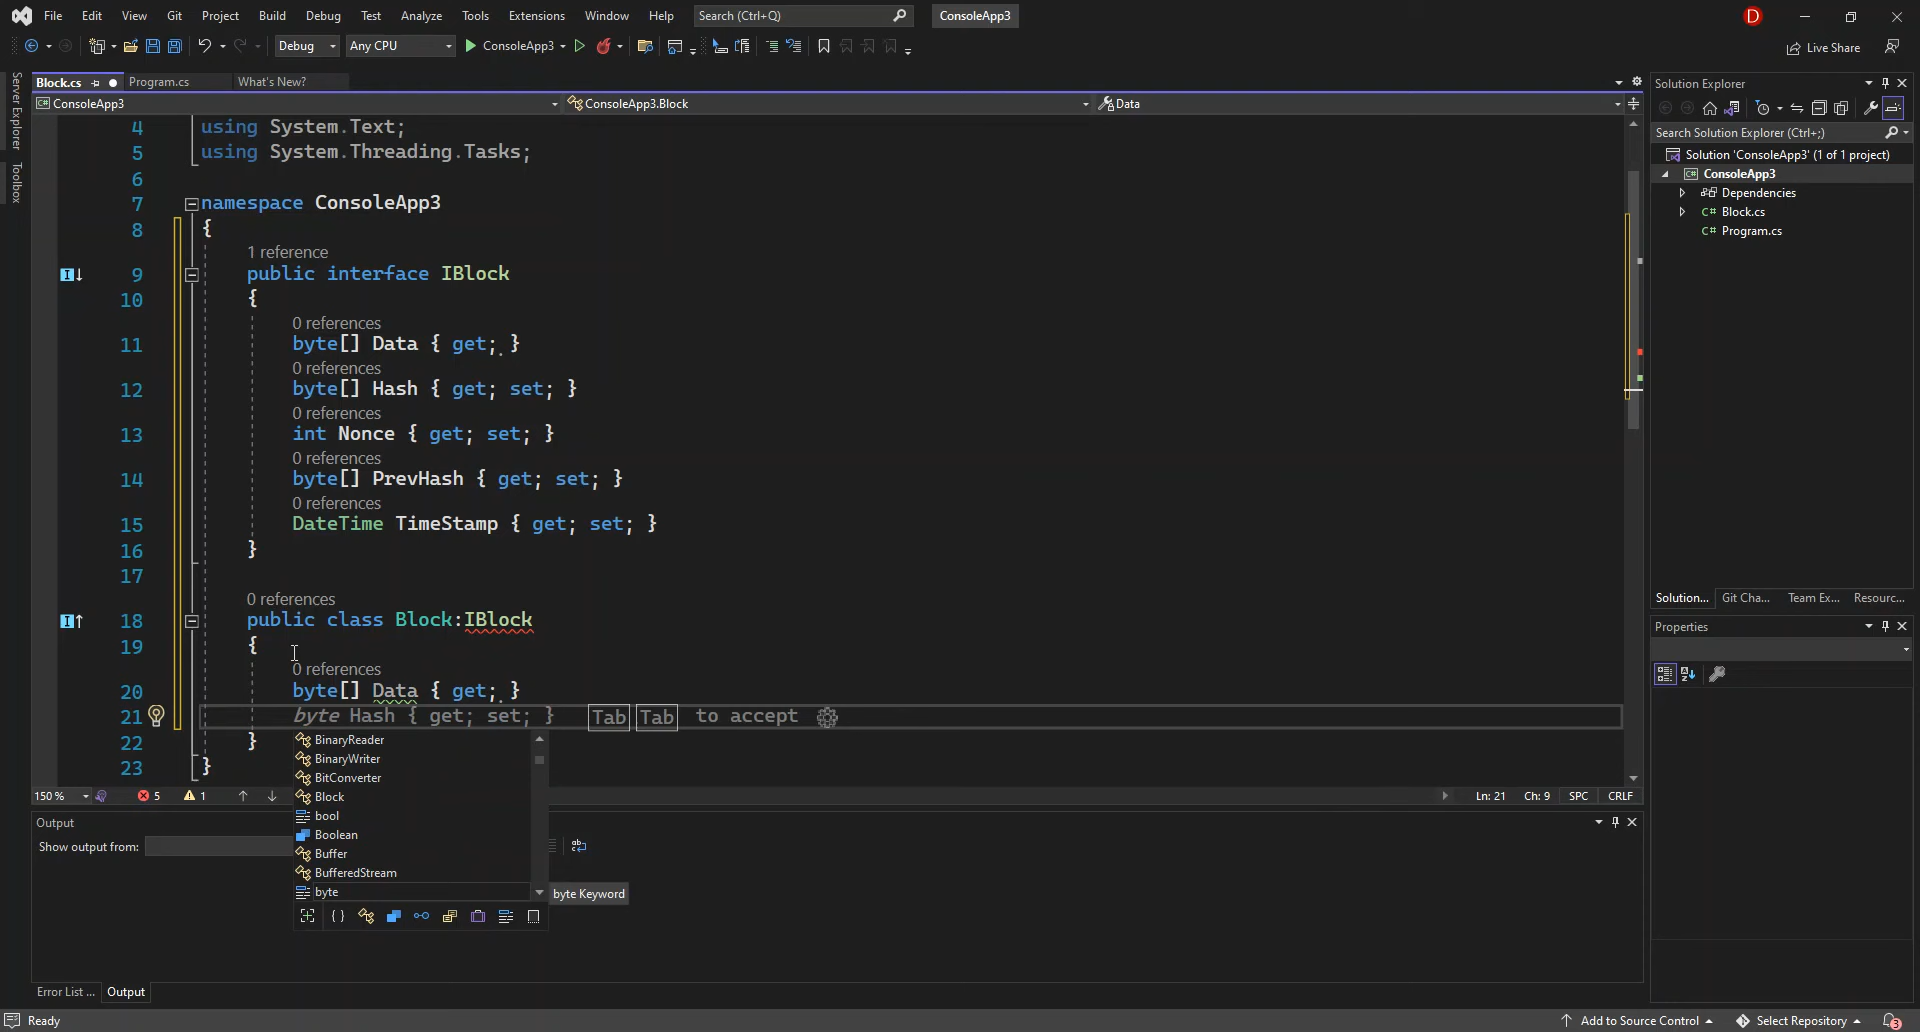 File Edit View Git Project Build Debug Test Analyze Tools Extensions Window Help Search (Ctrl+Q) ConsoleApp3 D
Debug Any CPU ConsoleApp3 Live Share
Server Explorer
Toolbox
Block.cs Program.cs What's New?
ConsoleApp3 ConsoleApp3.Block Data
4 using System.Text;
5 using System.Threading.Tasks;
6
7 namespace ConsoleApp3
8 {
1 reference
9 public interface IBlock
10 {
0 references
11 byte[] Data { get; }
0 references
12 byte[] Hash { get; set; }
0 references
13 int Nonce { get; set; }
0 references
14 byte[] PrevHash { get; set; }
0 references
15 DateTime TimeStamp { get; set; }
16 }
17
0 references
18 public class Block:IBlock
19 {
0 references
20 byte[] Data { get; }
21 byte Hash { get; set; } Tab Tab to accept
22 }
23 }
BinaryReader
BinaryWriter
BitConverter
Block
bool
Boolean
Buffer
BufferedStream
byte
byte Keyword
150 % 5 1 Ln: 21 Ch: 9 SPC CRLF
Output
Show output from:
Error List ... Output
Solution Explorer
Search Solution Explorer (Ctrl+;)
Solution 'ConsoleApp3' (1 of 1 project)
C# ConsoleApp3
Dependencies
C# Block.cs
C# Program.cs
Solution... Git Cha... Team Ex... Resourc...
Properties
Ready Add to Source Control Select Repository 3